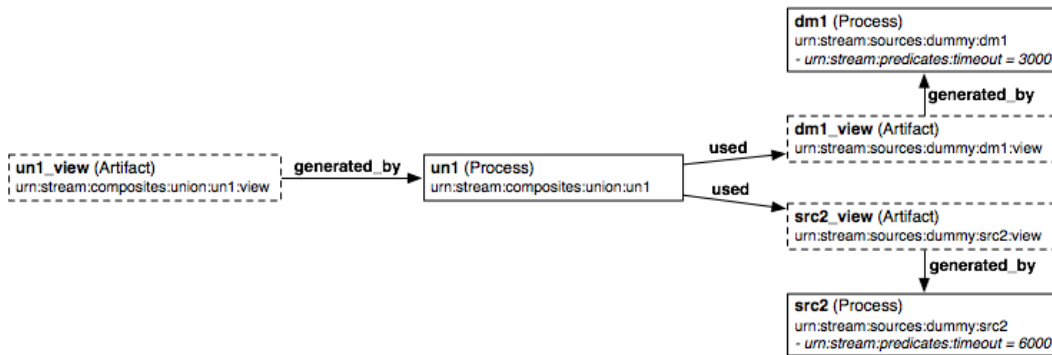 dm1 (Process)
urn:stream:sources:dummy:dm1
- urn:stream:predicates:timeout = 3000
generated_by
dm1_view (Artifact)
urn:stream:sources:dummy:dm1:view
used
un1_view (Artifact)
urn:stream:composites:union:un1:view
generated_by
un1 (Process)
urn:stream:composites:union:un1
used
src2_view (Artifact)
urn:stream:sources:dummy:src2:view
generated_by
src2 (Process)
urn:stream:sources:dummy:src2
- urn:stream:predicates:timeout = 6000